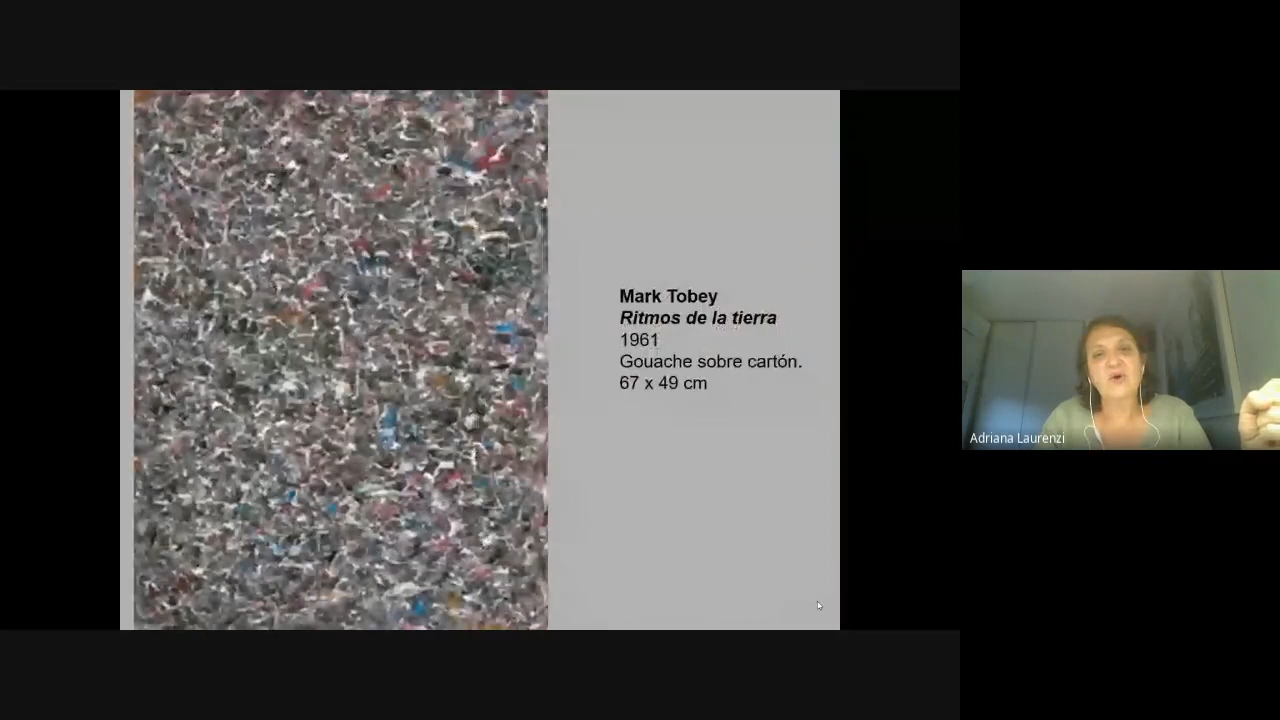 Mark Tobey
Ritmos de la tierra
1961
Gouache sobre cartón.
67 x 49 cm
Adriana Laurenzi